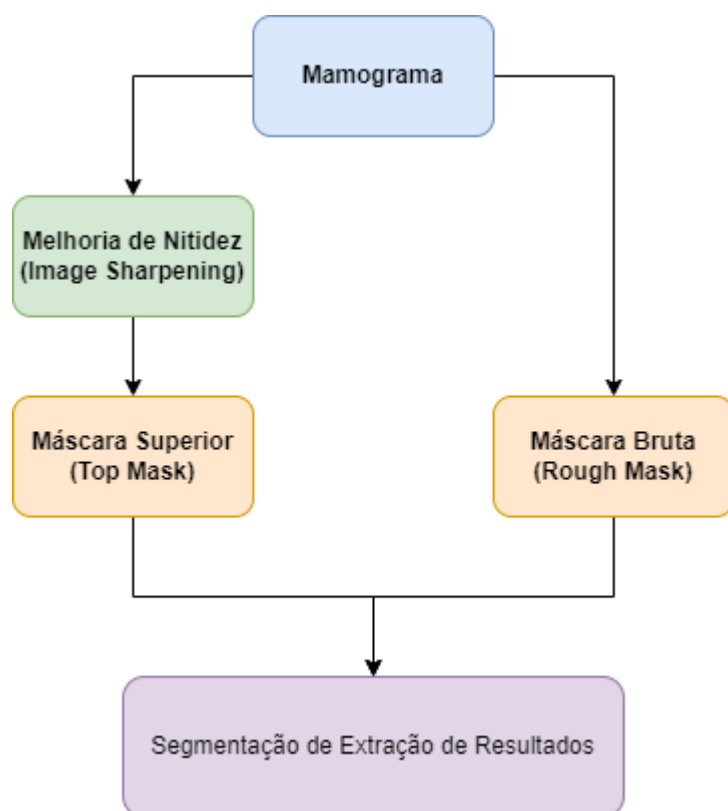 Mamograma
Melhoria de Nitidez
(Image Sharpening)
Máscara Superior
(Top Mask)
Máscara Bruta
(Rough Mask)
Segmentação de Extração de Resultados